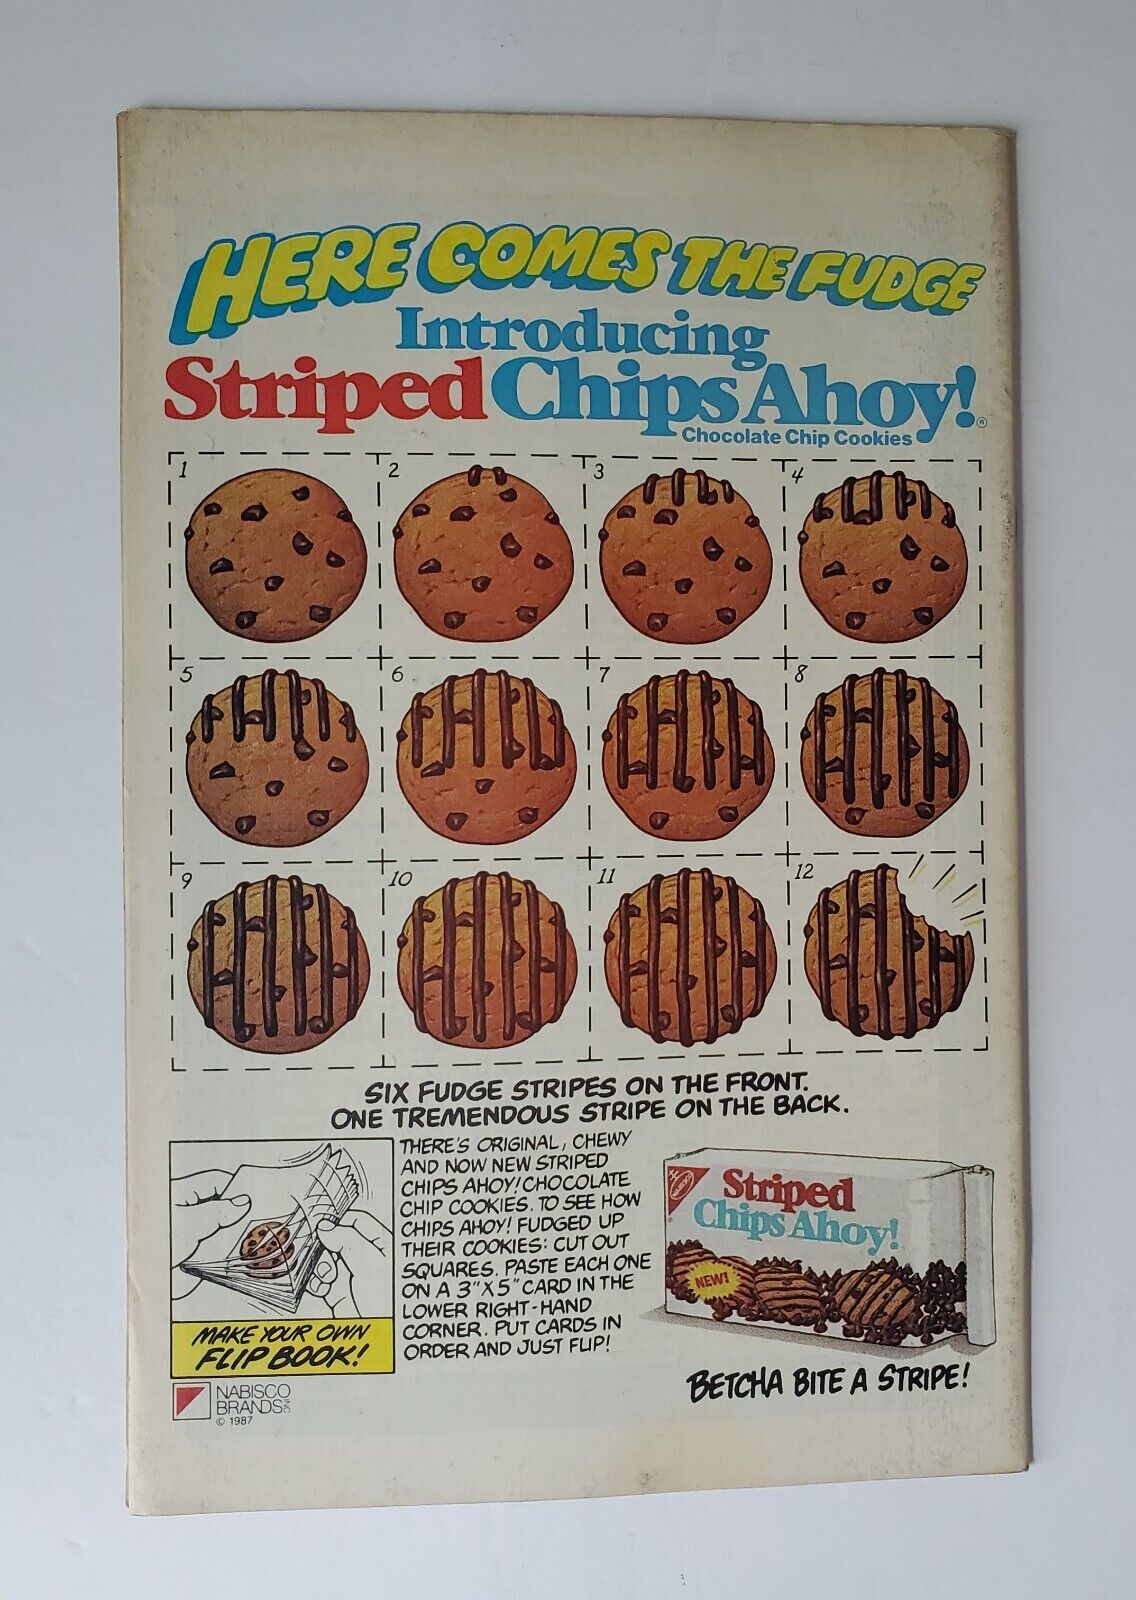 HERE COMES THE FUDGE
Introducing
Striped Chips Ahoy!®
Chocolate Chip Cookies
1 2 3 4
5 6 7 8
9 10 11 12
SIX FUDGE STRIPES ON THE FRONT.
ONE TREMENDOUS STRIPE ON THE BACK.
THERE'S ORIGINAL, CHEWY
AND NOW NEW STRIPED
CHIPS AHOY! CHOCOLATE
CHIP COOKIES. TO SEE HOW
CHIPS AHOY! FUDGED UP
THEIR COOKIES: CUT OUT
SQUARES. PASTE EACH ONE
ON A 3" X 5" CARD IN THE
LOWER RIGHT-HAND
CORNER. PUT CARDS IN
ORDER AND JUST FLIP!
MAKE YOUR OWN
FLIP BOOK!
NABISCO
BRANDS INC
© 1987
NABISCO
Striped
Chips Ahoy!
NEW!
BETCHA BITE A STRIPE!